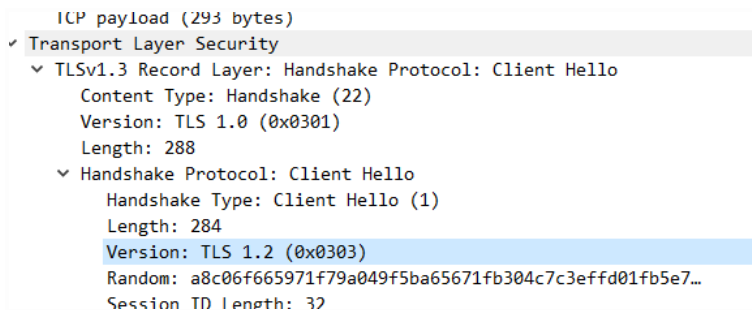 TCP payload (293 bytes)
Transport Layer Security
TLSv1.3 Record Layer: Handshake Protocol: Client Hello
Content Type: Handshake (22)
Version: TLS 1.0 (0x0301)
Length: 288
Handshake Protocol: Client Hello
Handshake Type: Client Hello (1)
Length: 284
Version: TLS 1.2 (0x0303)
Random: a8c06f665971f79a049f5ba65671fb304c7c3effd01fb5e7…
Session ID Length: 32